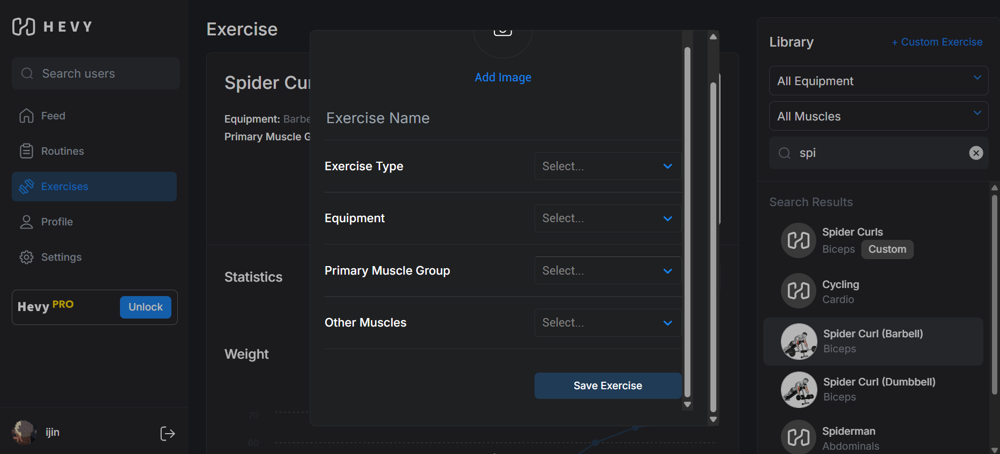 HEVY
Search users
Feed
Routines
Exercises
Profile
Settings
Hevy PRO
Unlock
ijin
Exercise
Spider Cur
Equipment: Barbe
Primary Muscle G
Statistics
Weight
70
60
Add Image
Exercise Name
Exercise Type
Select...
Equipment
Select...
Primary Muscle Group
Select...
Other Muscles
Select...
Save Exercise
Library
+ Custom Exercise
All Equipment
All Muscles
spi
Search Results
Spider Curls
Biceps
Custom
Cycling
Cardio
Spider Curl (Barbell)
Biceps
Spider Curl (Dumbbell)
Biceps
Spiderman
Abdominals